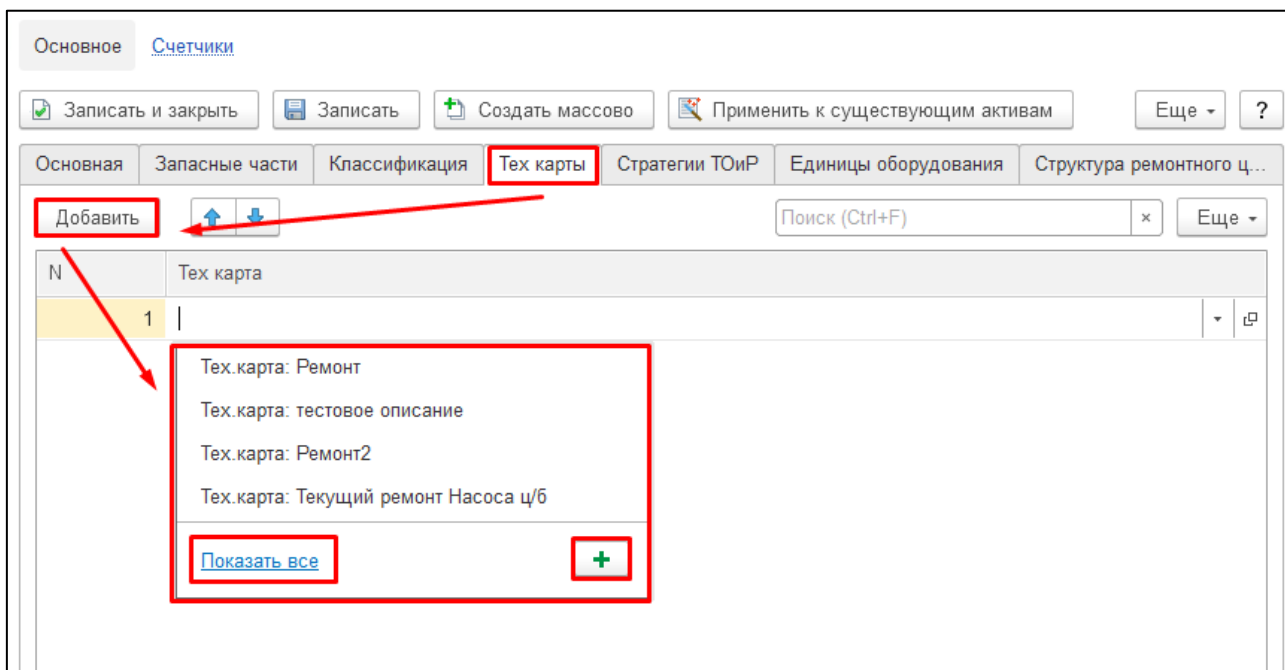 Основное Счетчики
Записать и закрыть Записать Создать массово Применить к существующим активам Еще ?
Основная Запасные части Классификация Тех карты Стратегии ТОиР Единицы оборудования Структура ремонтного ц...
Добавить Поиск (Ctrl+F) × Еще
N Тех карта
1
Тех.карта: Ремонт
Тех.карта: тестовое описание
Тех.карта: Ремонт2
Тех.карта: Текущий ремонт Насоса ц/б
Показать все +